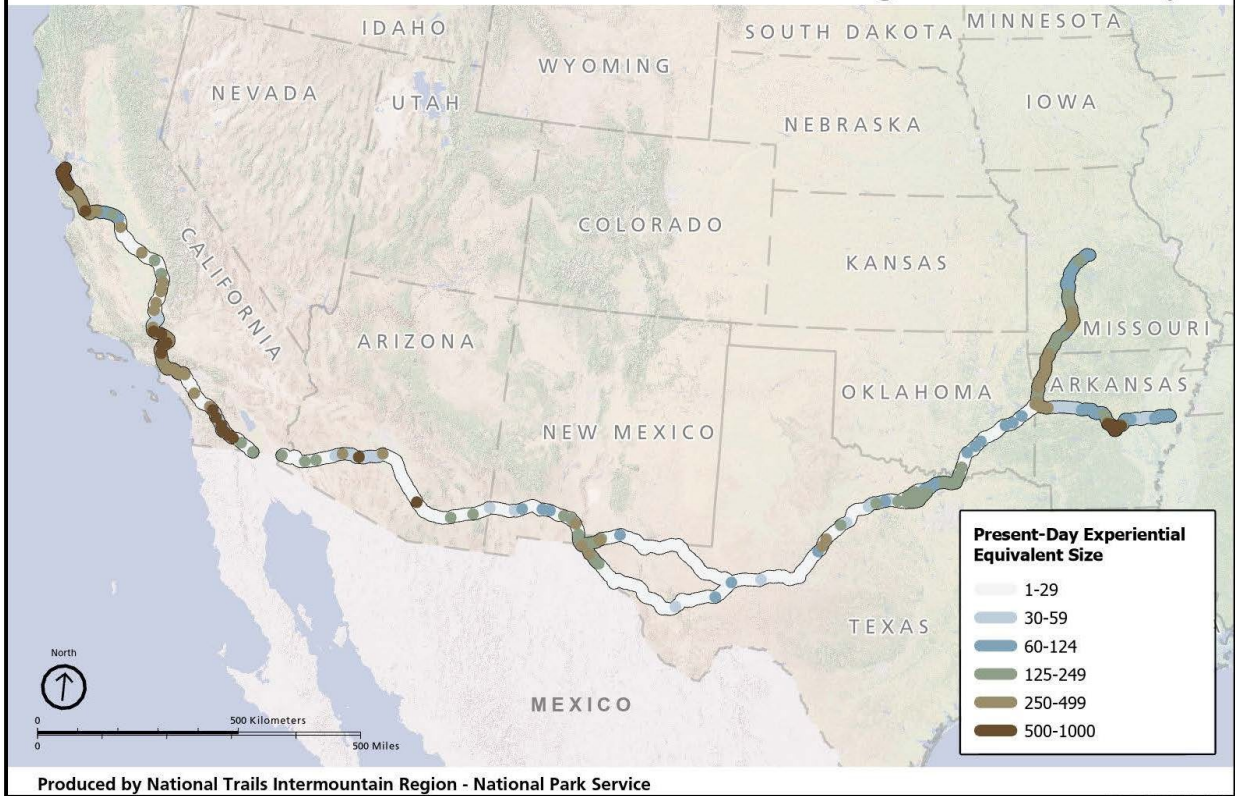 MINNESOTA
IDAHO
SOUTH DAKOTA
WYOMING
NEVADA
UTAH
IOWA
NEBRASKA
COLORADO
CALIFORNIA
KANSAS
MISSOURI
ARIZONA
OKLAHOMA
ARKANSAS
NEW MEXICO
TEXAS
MEXICO
Present-Day Experiential
Equivalent Size
1-29
30-59
60-124
125-249
250-499
500-1000
North
0
500 Kilometers
0
500 Miles
Produced by National Trails Intermountain Region - National Park Service